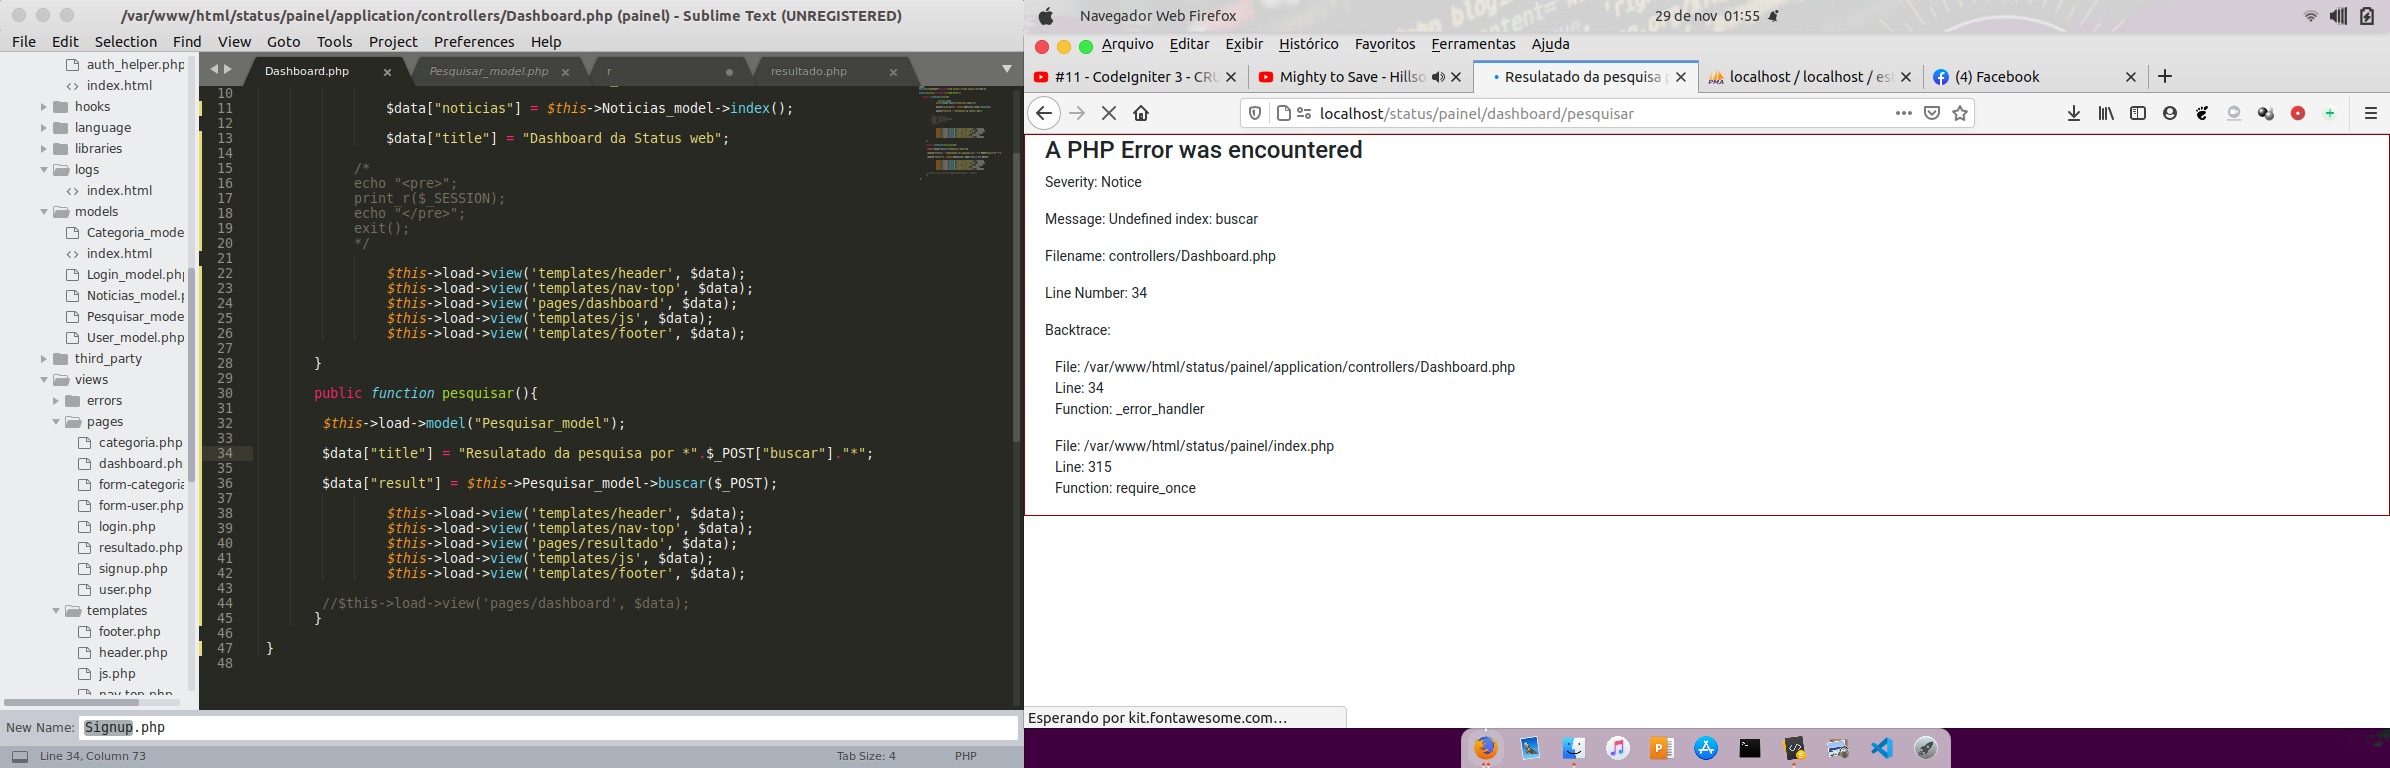 /var/www/html/status/painel/application/controllers/Dashboard.php (painel) - Sublime Text (UNREGISTERED)
File Edit Selection Find View Goto Tools Project Preferences Help
auth_helper.php
index.html
hooks
language
libraries
logs
index.html
models
Categoria_mode
index.html
Login_model.php
Noticias_model.p
Pesquisar_mode
User_model.php
third_party
views
errors
pages
categoria.php
dashboard.ph
form-categoria
form-user.php
login.php
resultado.php
signup.php
user.php
templates
footer.php
header.php
js.php
nav-top.php
Dashboard.php × Pesquisar_model.php × r resultado.php ×
10
11 $data["noticias"] = $this->Noticias_model->index();
12
13 $data["title"] = "Dashboard da Status web";
14
15 /*
16 echo "<pre>";
17 print_r($_SESSION);
18 echo "</pre>";
19 exit();
20 */
21
22 $this->load->view('templates/header', $data);
23 $this->load->view('templates/nav-top', $data);
24 $this->load->view('pages/dashboard', $data);
25 $this->load->view('templates/js', $data);
26 $this->load->view('templates/footer', $data);
27
28 }
29
30 public function pesquisar(){
31
32 $this->load->model("Pesquisar_model");
33
34 $data["title"] = "Resulatado da pesquisa por *".$_POST["buscar"]."*";
35
36 $data["result"] = $this->Pesquisar_model->buscar($_POST);
37
38 $this->load->view('templates/header', $data);
39 $this->load->view('templates/nav-top', $data);
40 $this->load->view('pages/resultado', $data);
41 $this->load->view('templates/js', $data);
42 $this->load->view('templates/footer', $data);
43
44 //$this->load->view('pages/dashboard', $data);
45 }
46
47 }
48
New Name: Signup.php
Line 34, Column 73 Tab Size: 4 PHP
Navegador Web Firefox 29 de nov 01:55
Arquivo Editar Exibir Histórico Favoritos Ferramentas Ajuda
#11 - CodeIgniter 3 - CRU Mighty to Save - Hillso Resulatado da pesquisa p localhost / localhost / est (4) Facebook
localhost/status/painel/dashboard/pesquisar
A PHP Error was encountered
Severity: Notice
Message: Undefined index: buscar
Filename: controllers/Dashboard.php
Line Number: 34
Backtrace:
File: /var/www/html/status/painel/application/controllers/Dashboard.php
Line: 34
Function: _error_handler
File: /var/www/html/status/painel/index.php
Line: 315
Function: require_once
Esperando por kit.fontawesome.com…